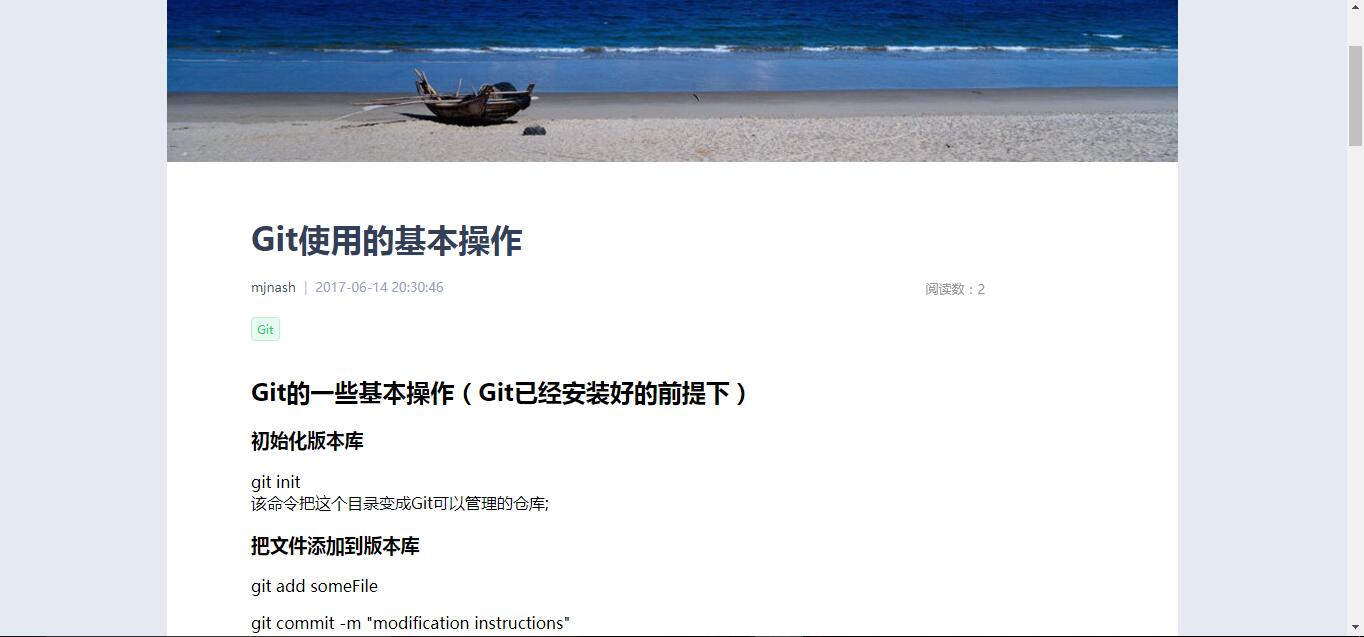 Git使用的基本操作
mjnash | 2017-06-14 20:30:46
阅读数：2
Git
Git的一些基本操作（Git已经安装好的前提下）
初始化版本库
git init
该命令把这个目录变成Git可以管理的仓库;
把文件添加到版本库
git add someFile
git commit -m "modification instructions"